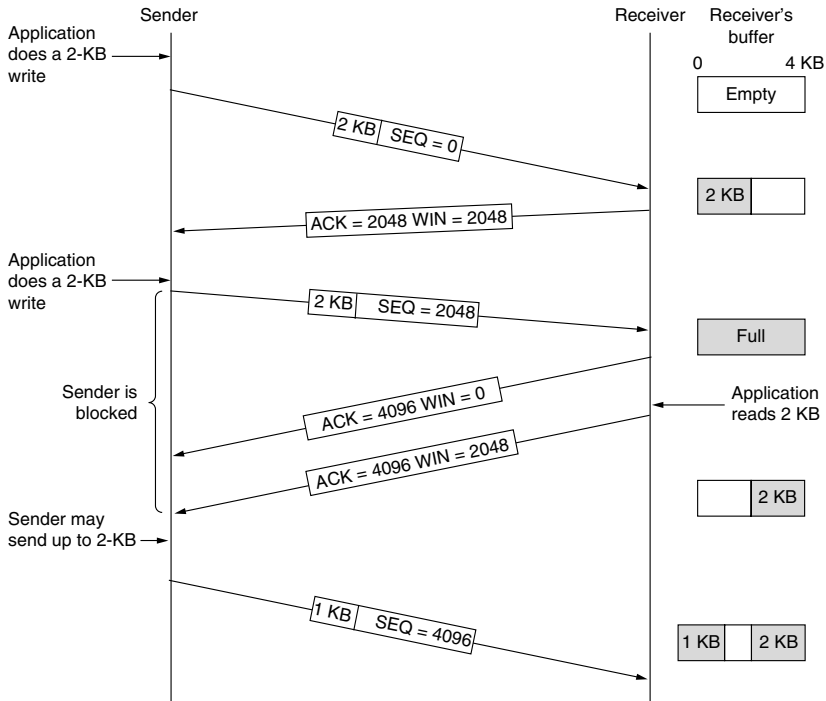 Sender
Receiver
Receiver's
buffer
Application
does a 2-KB
write
0
4 KB
Empty
2 KB
SEQ = 0
2 KB
ACK = 2048 WIN = 2048
Application
does a 2-KB
write
2 KB
SEQ = 2048
Full
Sender is
blocked
ACK = 4096 WIN = 0
Application
reads 2 KB
ACK = 4096 WIN = 2048
2 KB
Sender may
send up to 2-KB
1 KB
SEQ = 4096
1 KB
2 KB